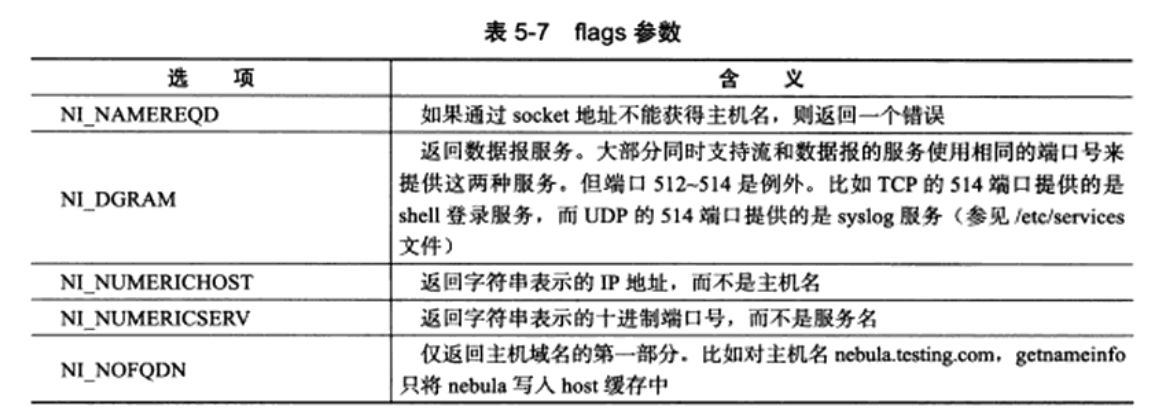 表 5-7 flags 参数
选 项 含 义
NI_NAMEREQD 如果通过 socket 地址不能获得主机名，则返回一个错误
NI_DGRAM 返回数据报服务。大部分同时支持流和数据报的服务使用相同的端口号来
提供这两种服务。但端口 512~514 是例外。比如 TCP 的 514 端口提供的是
shell 登录服务，而 UDP 的 514 端口提供的是 syslog 服务（参见 /etc/services
文件）
NI_NUMERICHOST 返回字符串表示的 IP 地址，而不是主机名
NI_NUMERICSERV 返回字符串表示的十进制端口号，而不是服务名
NI_NOFQDN 仅返回主机域名的第一部分。比如对主机名 nebula.testing.com，getnameinfo
只将 nebula 写入 host 缓存中